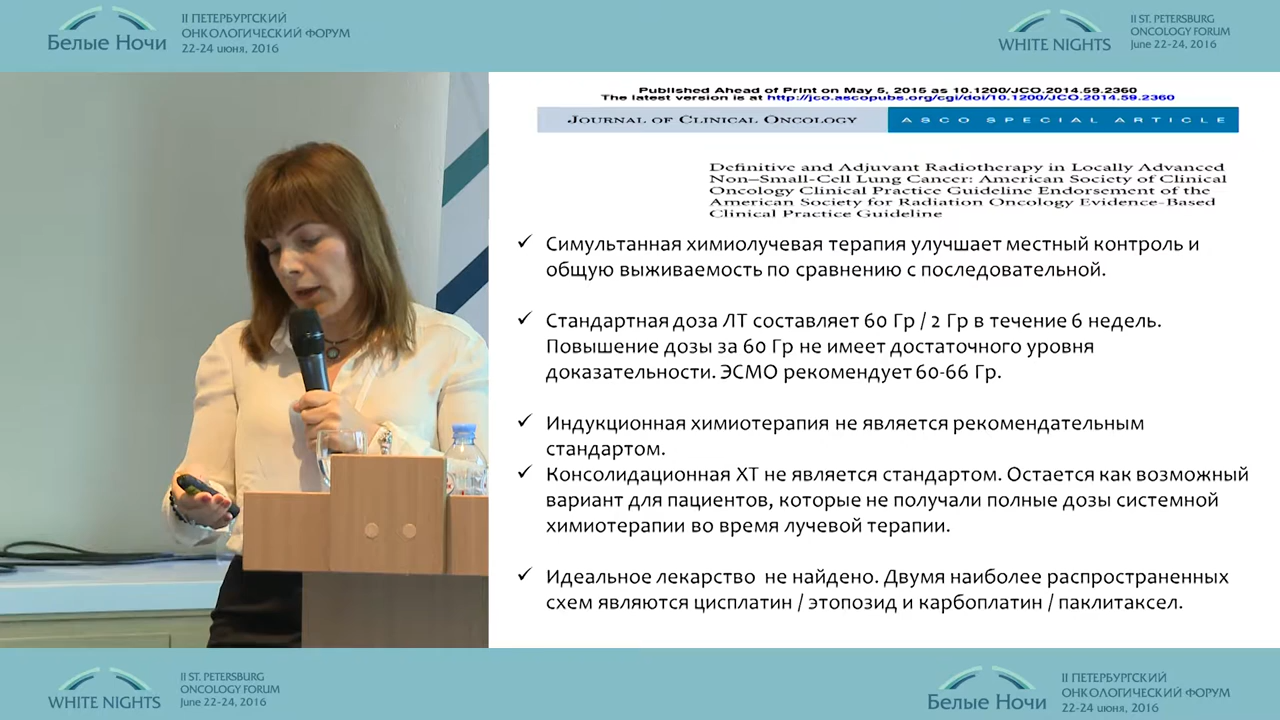 Белые Ночи
II ПЕТЕРБУРГСКИЙ
ОНКОЛОГИЧЕСКИЙ ФОРУМ
22-24 июня, 2016
WHITE NIGHTS
II ST. PETERSBURG
ONCOLOGY FORUM
June 22-24, 2016
Published Ahead of Print on May 5, 2015 as 10.1200/JCO.2014.59.2360
The latest version is at http://jco.ascopubs.org/cgi/doi/10.1200/JCO.2014.59.2360
JOURNAL OF CLINICAL ONCOLOGY
ASCO SPECIAL ARTICLE
Definitive and Adjuvant Radiotherapy in Locally Advanced
Non–Small-Cell Lung Cancer: American Society of Clinical
Oncology Clinical Practice Guideline Endorsement of the
American Society for Radiation Oncology Evidence-Based
Clinical Practice Guideline
✓ Симультанная химиолучевая терапия улучшает местный контроль и
общую выживаемость по сравнению с последовательной.
✓ Стандартная доза ЛТ составляет 60 Гр / 2 Гр в течение 6 недель.
Повышение дозы за 60 Гр не имеет достаточного уровня
доказательности. ЭСМО рекомендует 60-66 Гр.
✓ Индукционная химиотерапия не является рекомендательным
стандартом.
✓ Консолидационная ХТ не является стандартом. Остается как возможный
вариант для пациентов, которые не получали полные дозы системной
химиотерапии во время лучевой терапии.
✓ Идеальное лекарство  не найдено. Двумя наиболее распространенных
схем являются цисплатин / этопозид и карбоплатин / паклитаксел.
WHITE NIGHTS
II ST. PETERSBURG
ONCOLOGY FORUM
June 22-24, 2016
Белые Ночи
II ПЕТЕРБУРГСКИЙ
ОНКОЛОГИЧЕСКИЙ ФОРУМ
22-24 июня, 2016